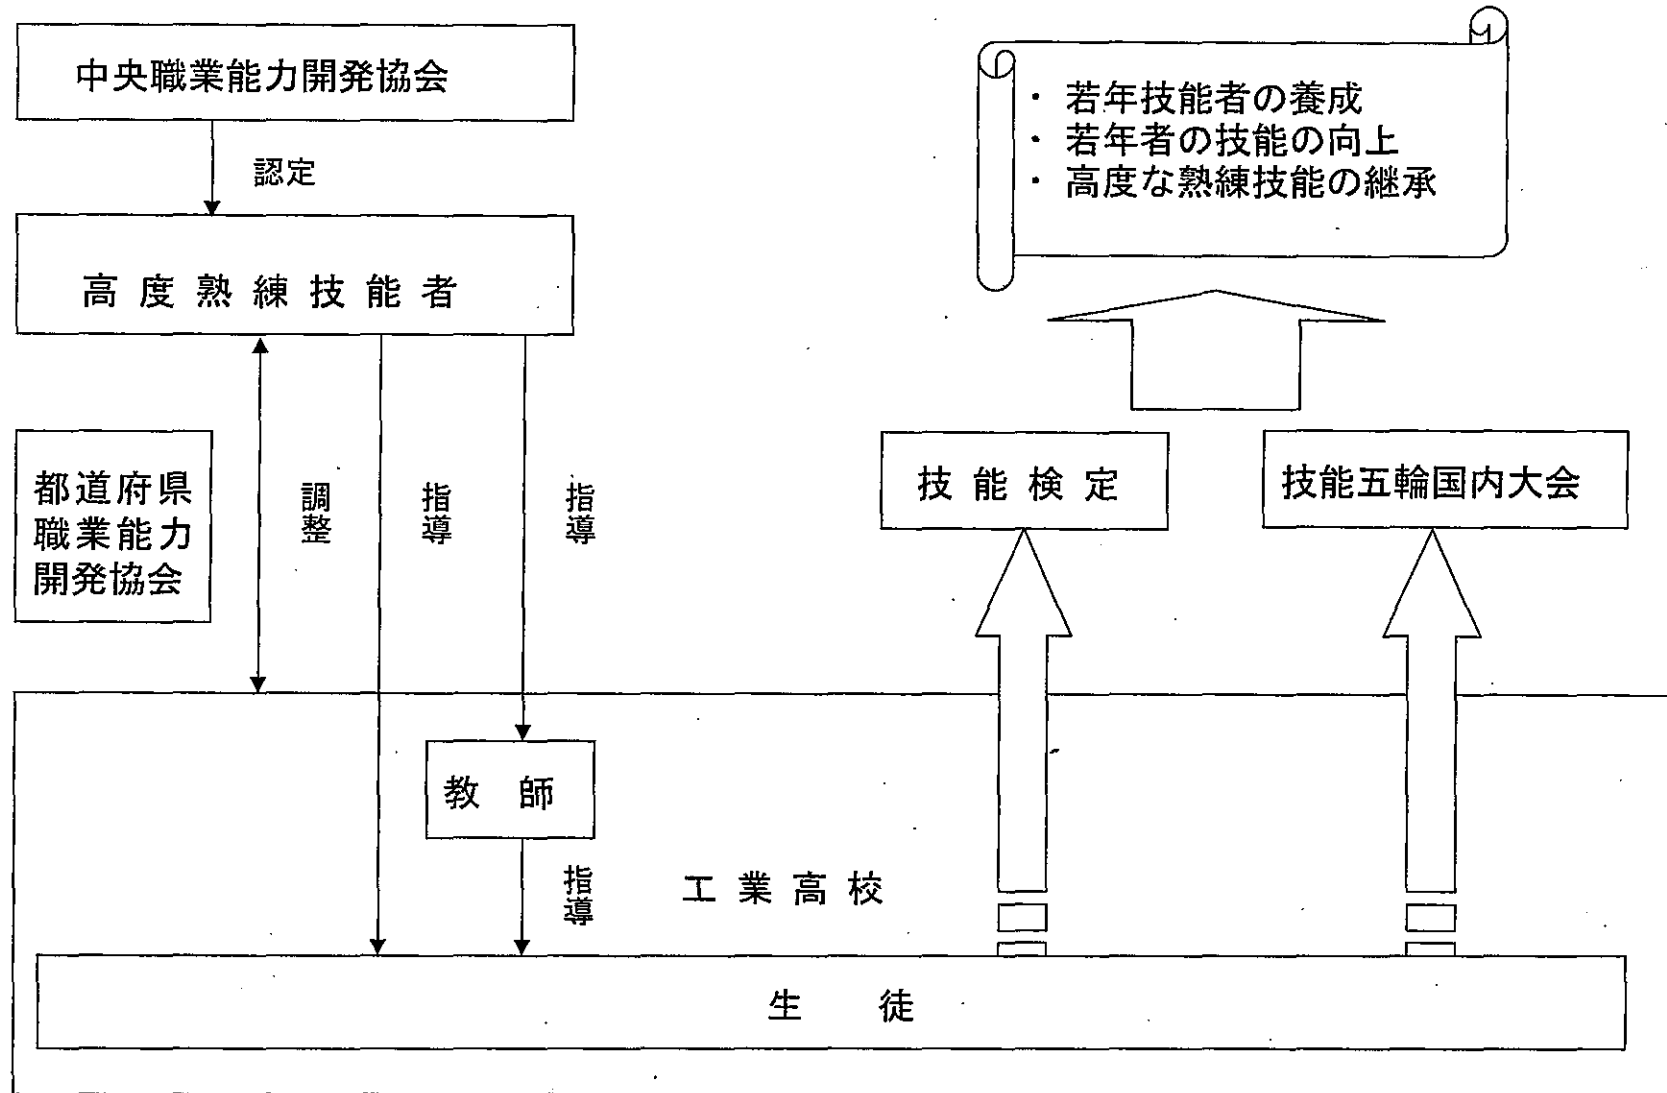 中央職業能力開発協会
認定
高度熟練技能者
・ 若年技能者の養成
・ 若年者の技能の向上
・ 高度な熟練技能の継承
都道府県
職業能力
開発協会
調整
指導
指導
技能検定
技能五輪国内大会
教師
指導
工業高校
生徒